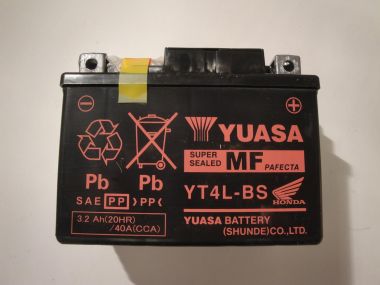 YUASA
SUPER SEALED MF PAFECTA
Pb Pb
YT4L-BS
HONDA
SAE PP >PP<
3.2 Ah(20HR)
/40A(CCA)
YUASA BATTERY
(SHUNDE)CO.,LTD.